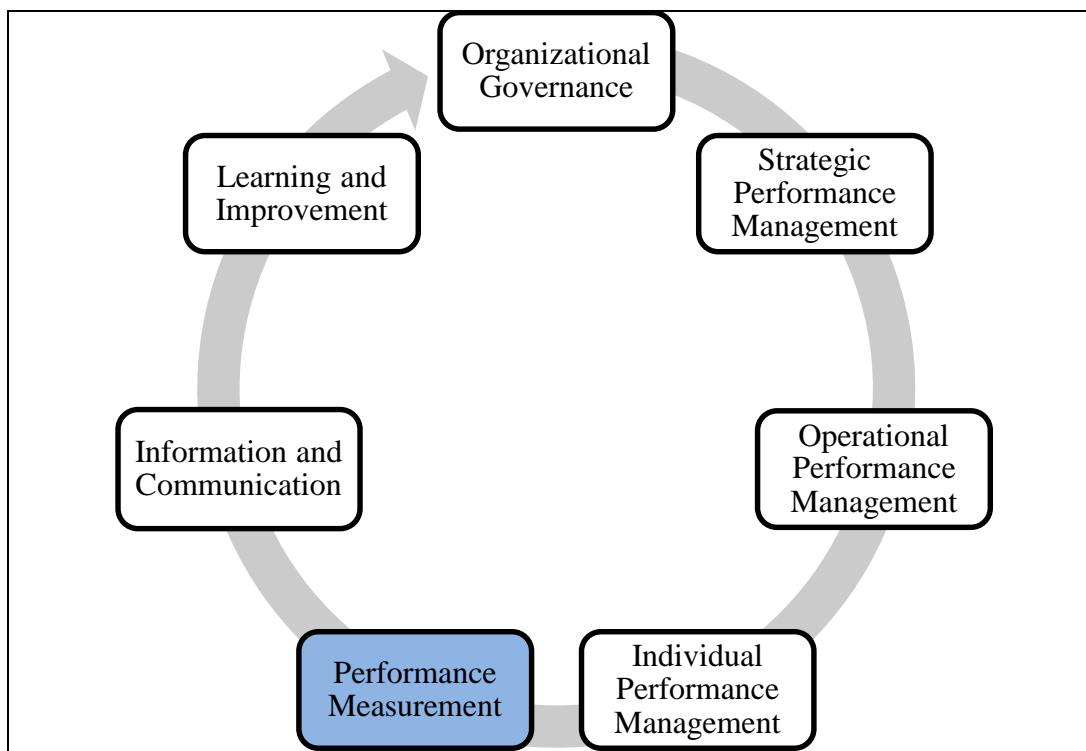 Organizational
Governance
Strategic
Performance
Management
Operational
Performance
Management
Individual
Performance
Management
Performance
Measurement
Information and
Communication
Learning and
Improvement